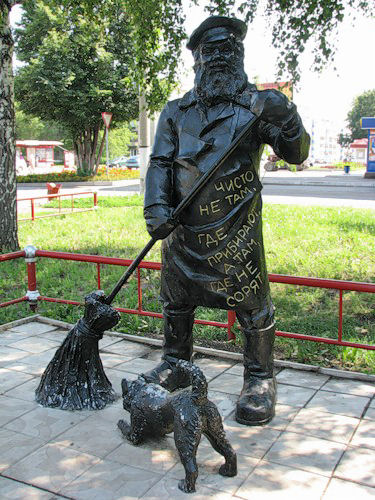 ЧИСТО
НЕ ТАМ,
ГДЕ
ПРИБИРАЮТ,
А ТАМ,
ГДЕ НЕ
СОРЯТ